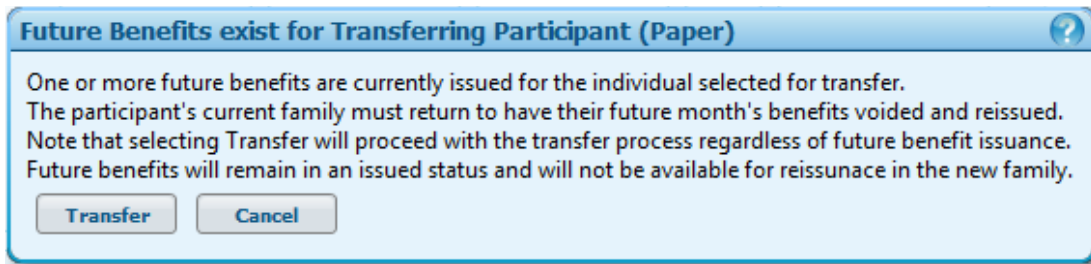 Future Benefits exist for Transferring Participant (Paper)
?
One or more future benefits are currently issued for the individual selected for transfer.
The participant's current family must return to have their future month's benefits voided and reissued.
Note that selecting Transfer will proceed with the transfer process regardless of future benefit issuance.
Future benefits will remain in an issued status and will not be available for reissunace in the new family.
Transfer Cancel